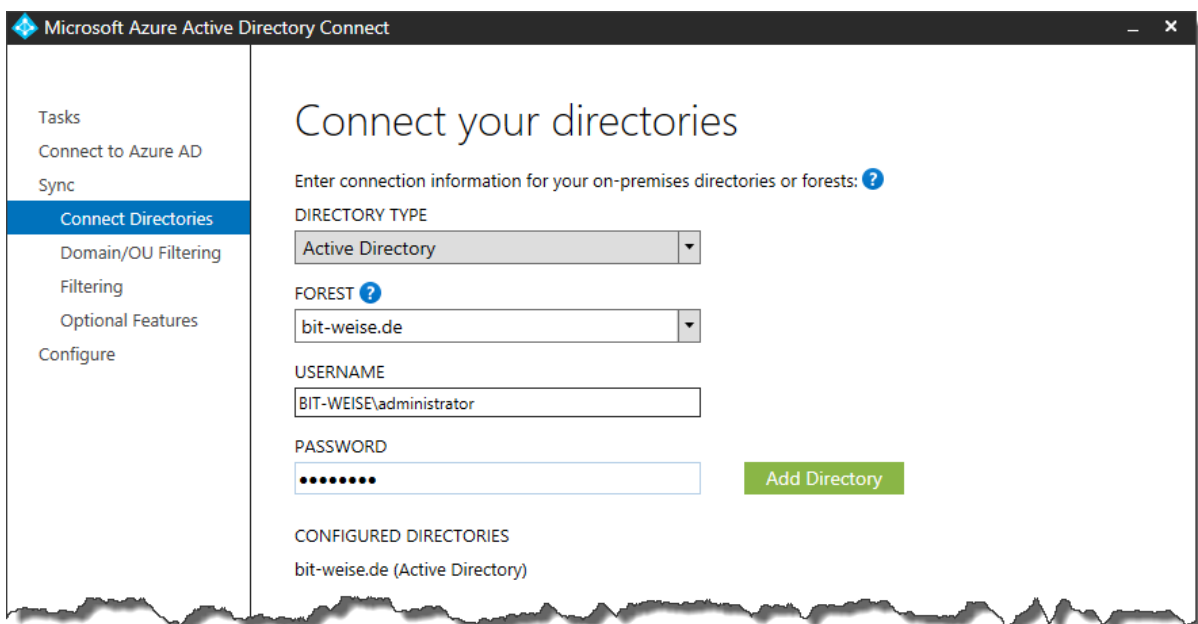 Microsoft Azure Active Directory Connect
Tasks
Connect to Azure AD
Sync
Connect Directories
Domain/OU Filtering
Filtering
Optional Features
Configure
Connect your directories
Enter connection information for your on-premises directories or forests: ?
DIRECTORY TYPE
Active Directory
FOREST ?
bit-weise.de
USERNAME
BIT-WEISE\administrator
PASSWORD
••••••••
Add Directory
CONFIGURED DIRECTORIES
bit-weise.de (Active Directory)